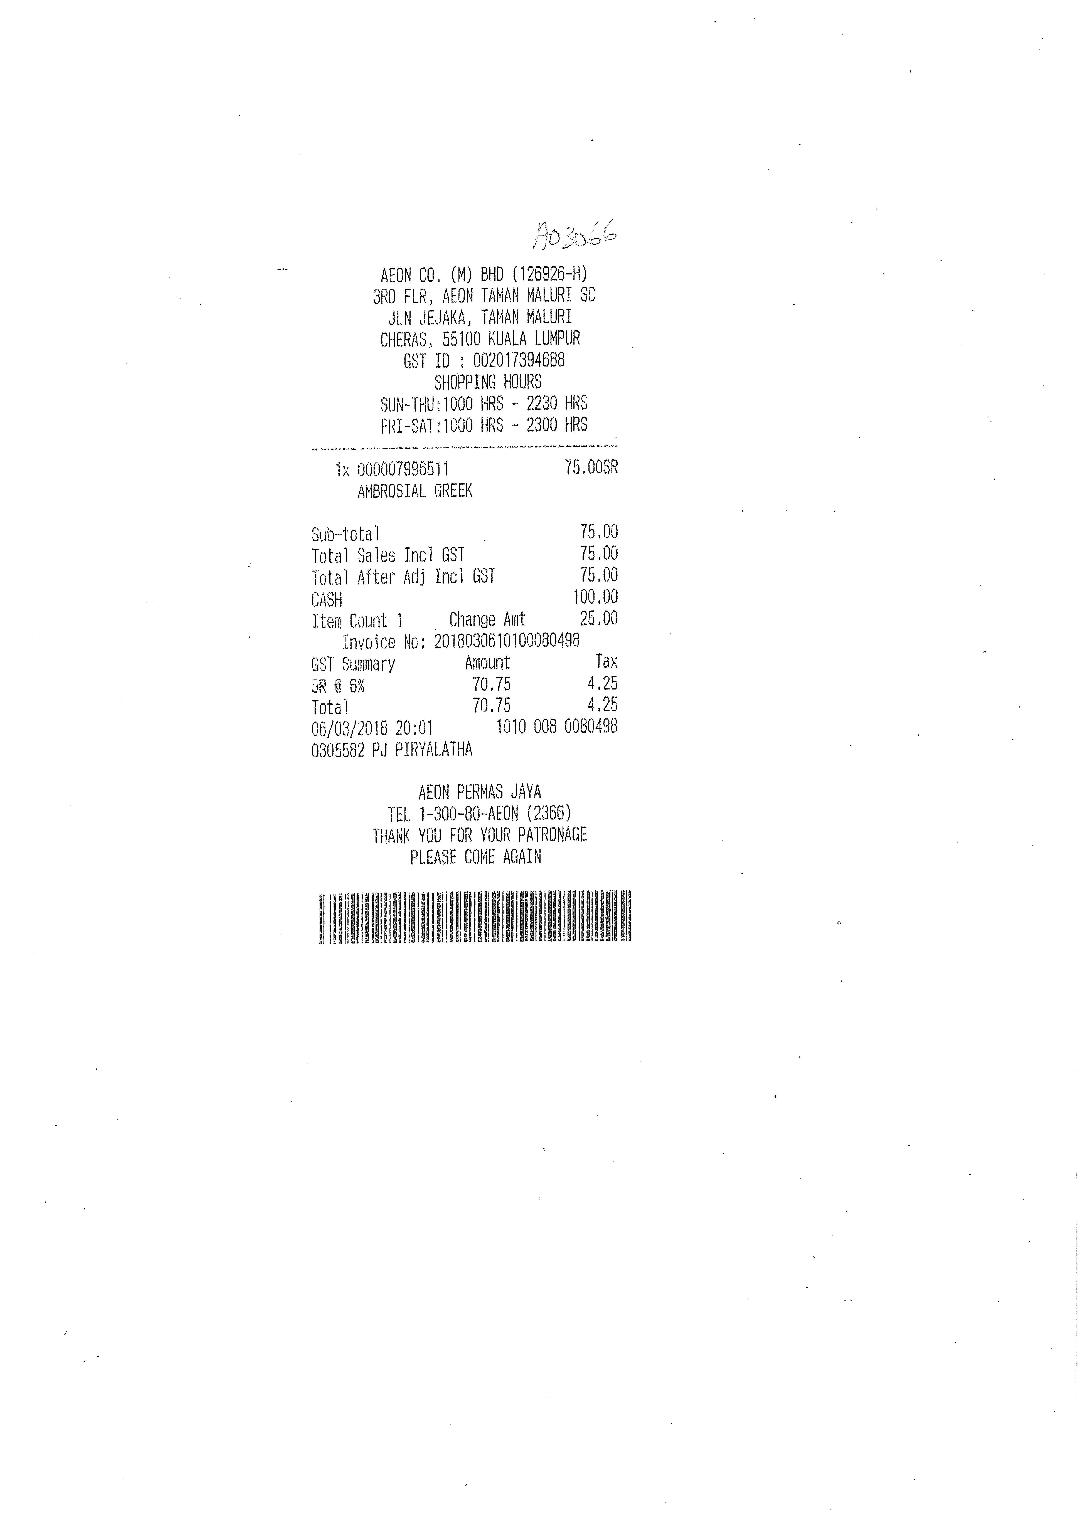 A03066
AEON CO. (M) BHD (126926-H)
3RD FLR, AEON TAMAN MALURI SC
JLN JEJAKA, TAMAN MALURI
CHERAS, 55100 KUALA LUMPUR
GST ID : 002017394688
SHOPPING HOURS
SUN-THU:1000 HRS - 2230 HRS
FRI-SAT:1000 HRS - 2300 HRS
1x 000007996511 75.00SR
AMBROSIAL GREEK
Sub-total 75.00
Total Sales Incl GST 75.00
Total After Adj Incl GST 75.00
CASH 100.00
Item Count 1 Change Amt 25.00
Invoice No: 2018030610100080498
GST Summary Amount Tax
SR @ 6% 70.75 4.25
Total 70.75 4.25
06/03/2018 20:01 1010 008 0080498
0305582 PJ PIRYALATHA
AEON PERMAS JAYA
TEL 1-300-80-AEON (2366)
THANK YOU FOR YOUR PATRONAGE
PLEASE COME AGAIN